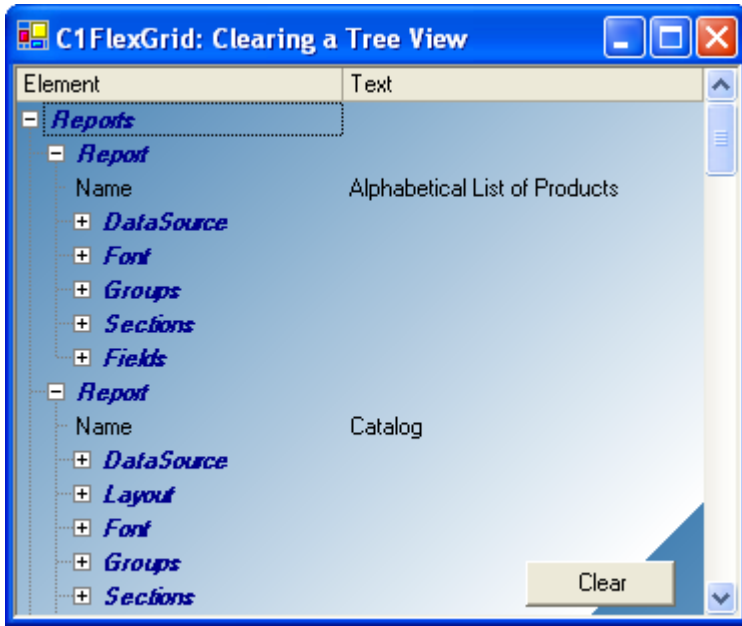 C1FlexGrid: Clearing a Tree View
Element Text
Reports
Report
Name Alphabetical List of Products
DataSource
Font
Groups
Sections
Fields
Report
Name Catalog
DataSource
Layout
Font
Groups
Sections
Clear